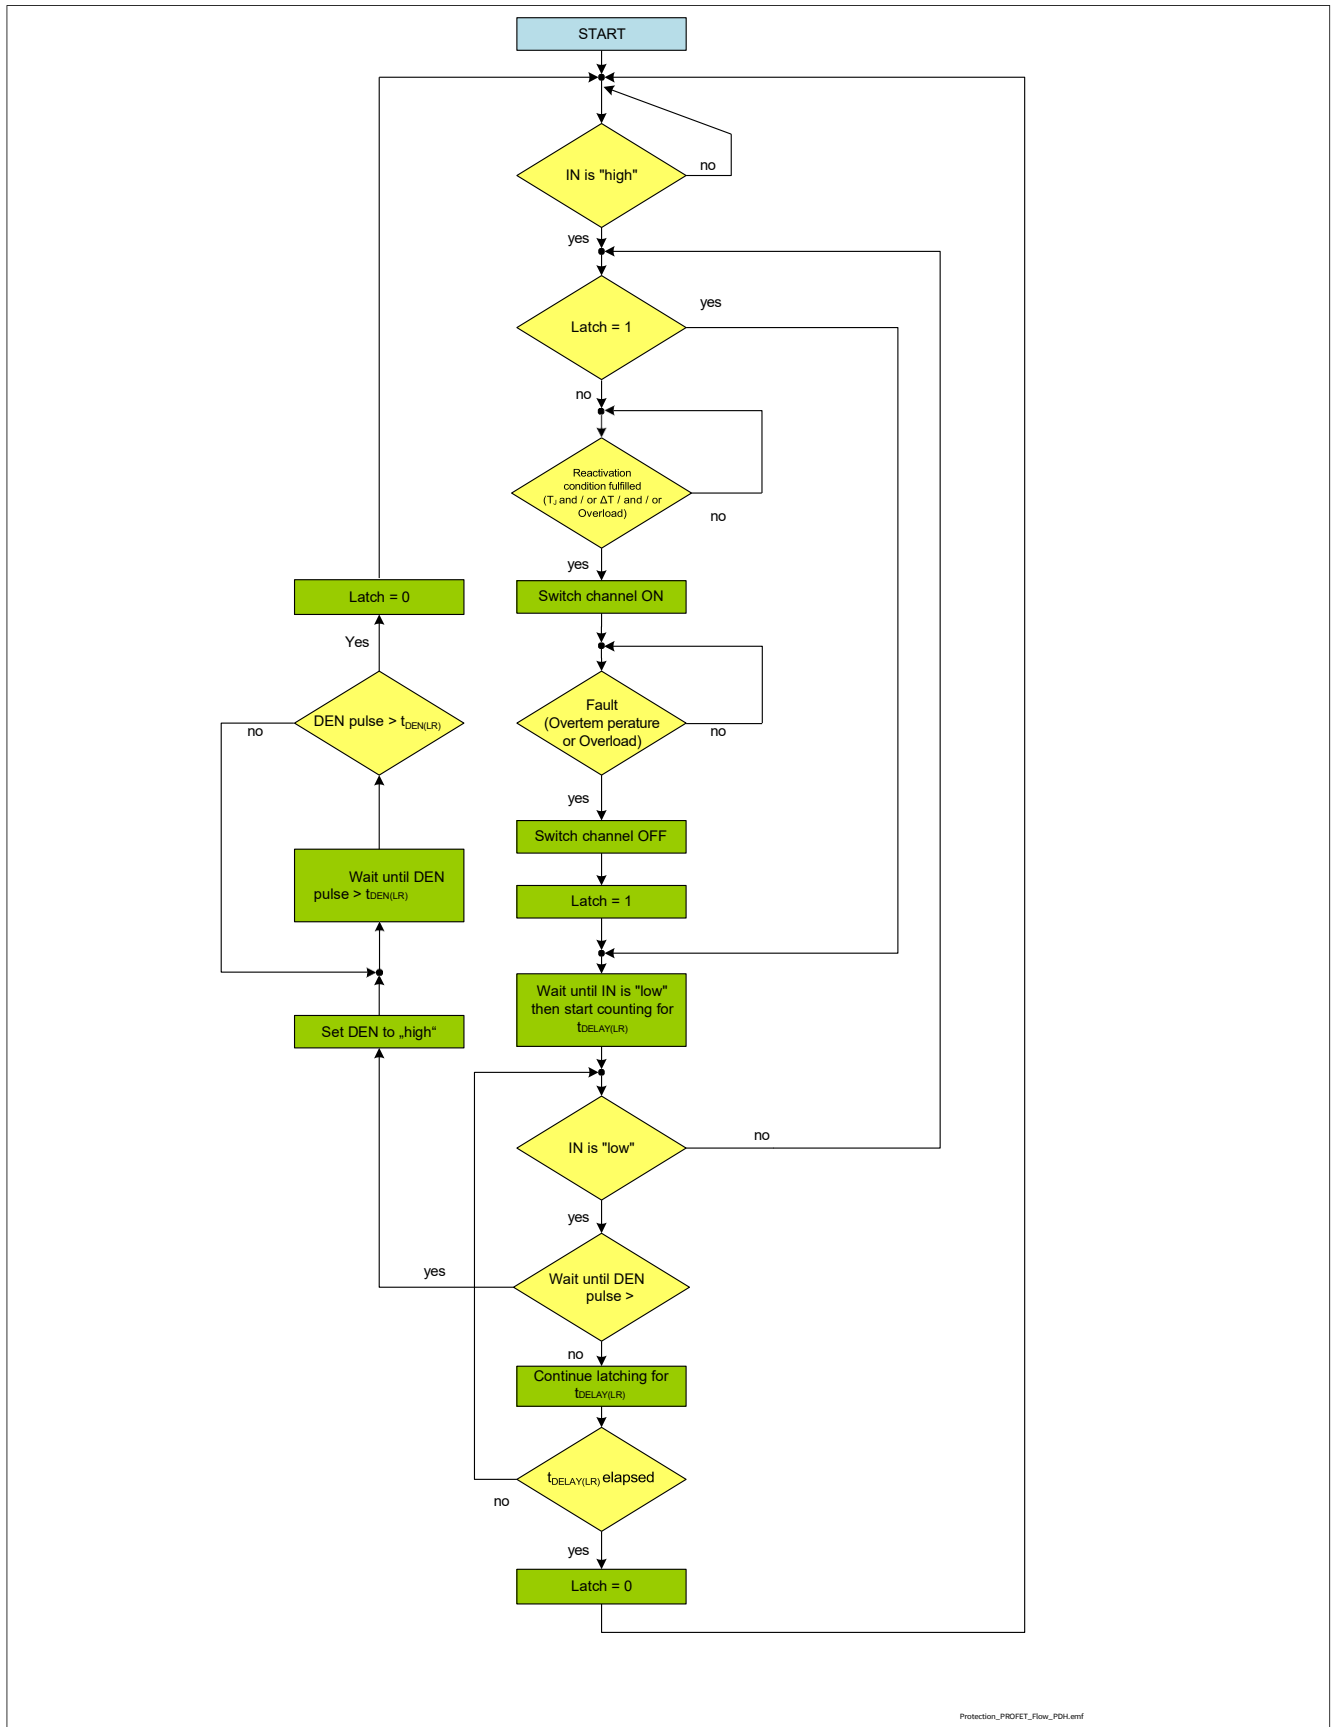 START
no
IN is "high"
yes
yes
Latch = 1
no
Reactivation
condition fulfilled
(TJ and / or ΔT / and / or
Overload)
no
yes
Switch channel ON
Latch = 0
Yes
DEN pulse > tDEN(LR)
no
Fault
(Overtem perature
or Overload)
no
yes
Switch channel OFF
Wait until DEN
pulse > tDEN(LR)
Latch = 1
Wait until IN is "low"
then start counting for
tDELAY(LR)
Set DEN to „high“
IN is "low"
no
yes
yes
Wait until DEN
pulse >
no
Continue latching for
tDELAY(LR)
tDELAY(LR) elapsed
no
yes
Latch = 0
Protection_PROFET_Flow_PDH.emf